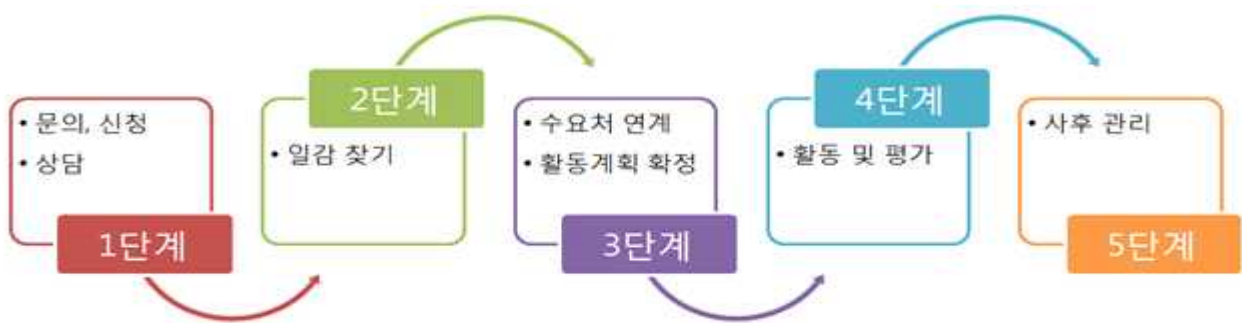 1단계
• 문의, 신청
• 상담
2단계
• 일감 찾기
3단계
• 수요처 연계
• 활동계획 확정
4단계
• 활동 및 평가
5단계
• 사후 관리